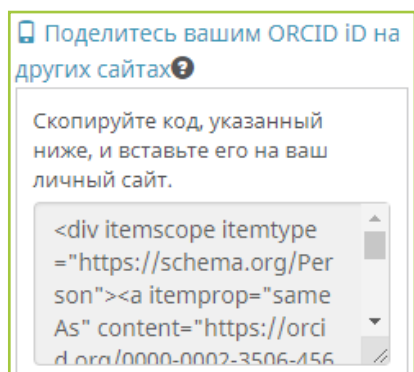 Поделитесь вашим ORCID iD на
других сайтах?
Скопируйте код, указанный
ниже, и вставьте его на ваш
личный сайт.
<div itemscope itemtype
="https://schema.org/Per
son"><a itemprop="same
As" content="https://orci
d.org/0000-0002-3506-456